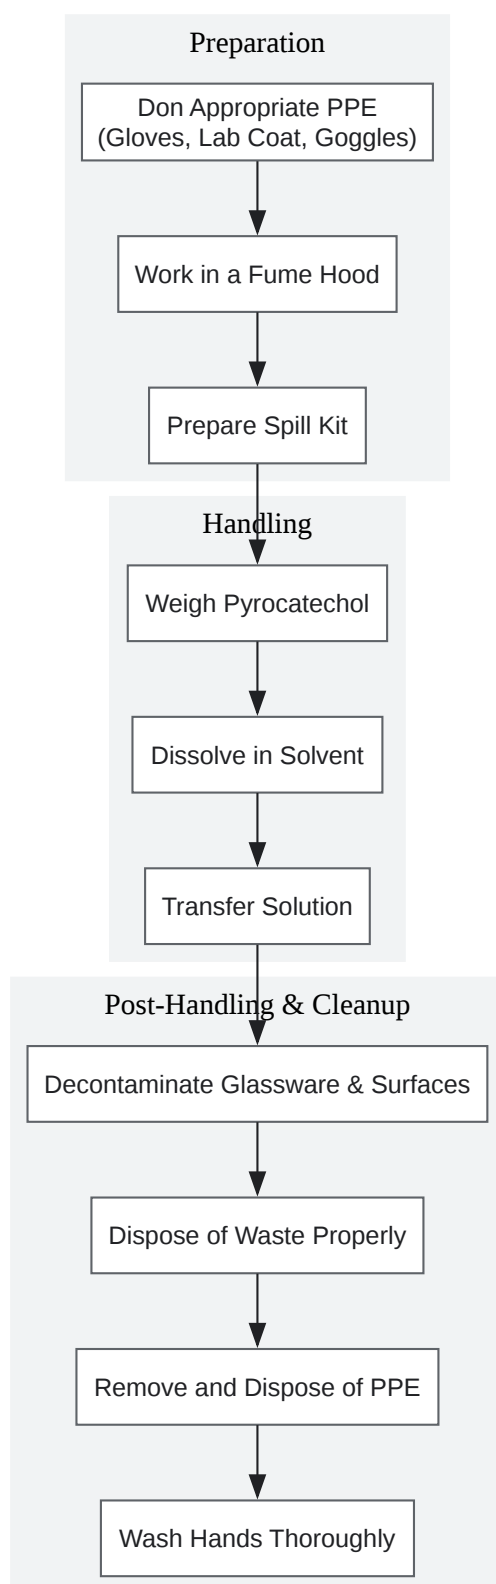 Preparation
Don Appropriate PPE
(Gloves, Lab Coat, Goggles)
Work in a Fume Hood
Prepare Spill Kit
Handling
Weigh Pyrocatechol
Dissolve in Solvent
Transfer Solution
Post-Handling & Cleanup
Decontaminate Glassware & Surfaces
Dispose of Waste Properly
Remove and Dispose of PPE
Wash Hands Thoroughly